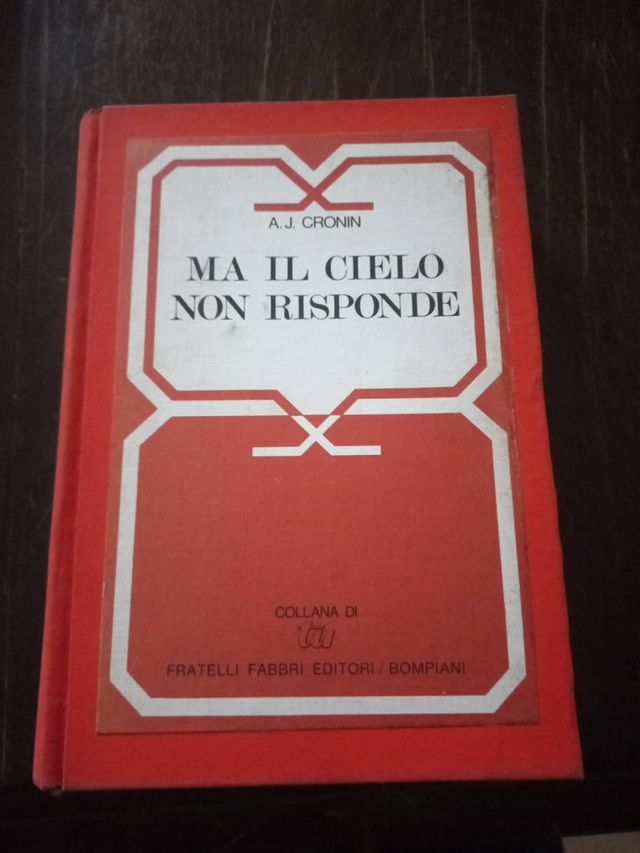 A.J. CRONIN
MA IL CIELO
NON RISPONDE
COLLANA DI
tu
FRATELLI FABBRI EDITORI/BOMPIANI